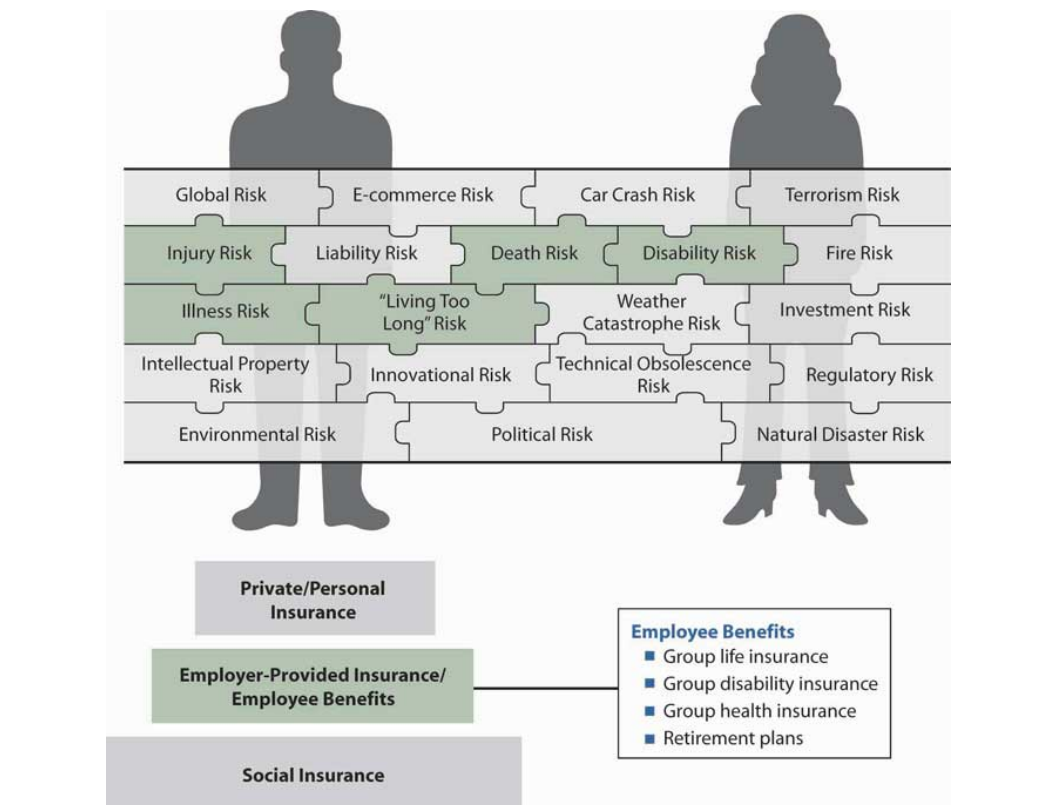 Global Risk
E-commerce Risk
Car Crash Risk
Terrorism Risk
Injury Risk
Liability Risk
Death Risk
Disability Risk
Fire Risk
Illness Risk
“Living Too
Long” Risk
Weather
Catastrophe Risk
Investment Risk
Intellectual Property
Risk
Innovational Risk
Technical Obsolescence
Risk
Regulatory Risk
Environmental Risk
Political Risk
Natural Disaster Risk
Private/Personal
Insurance
Employer-Provided Insurance/
Employee Benefits
Social Insurance
Employee Benefits
Group life insurance
Group disability insurance
Group health insurance
Retirement plans